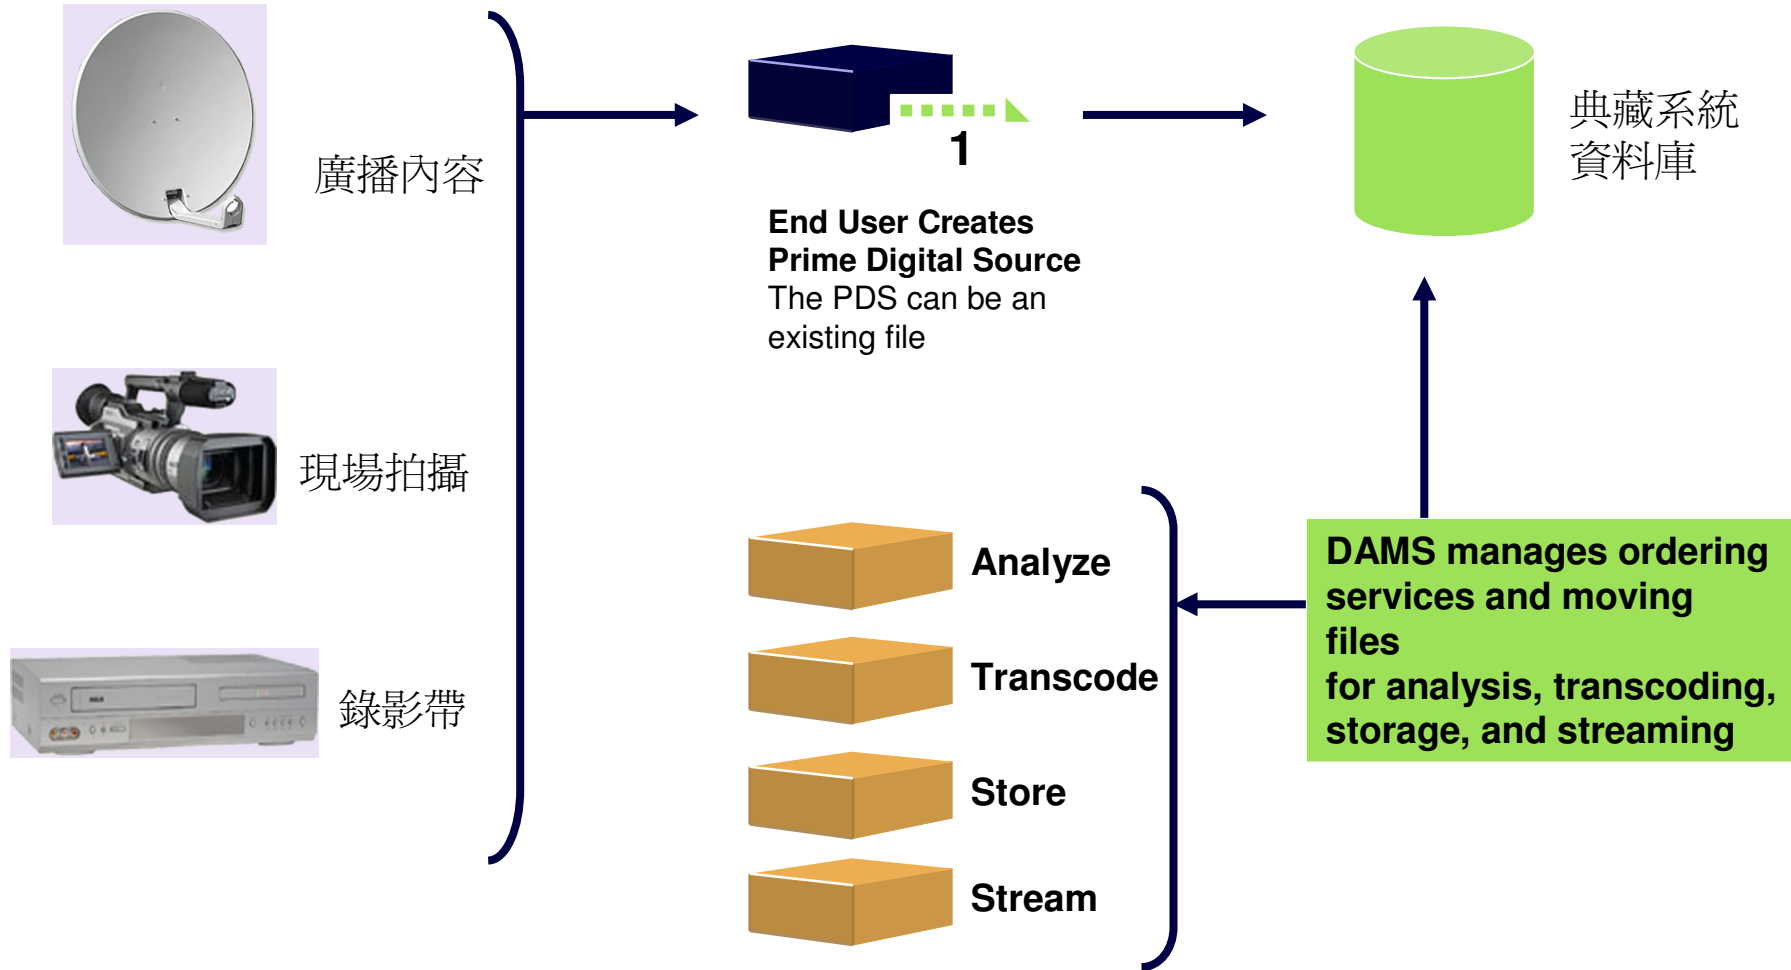 廣播內容
現場拍攝
錄影帶
1
End User Creates
Prime Digital Source
The PDS can be an
existing file
典藏系統
資料庫
Analyze
Transcode
Store
Stream
DAMS manages ordering
services and moving
files
for analysis, transcoding,
storage, and streaming